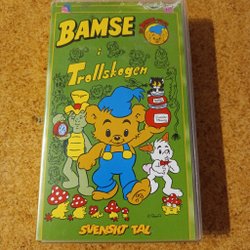 BAMSE
i
Trollskogen
SVENSKT TAL